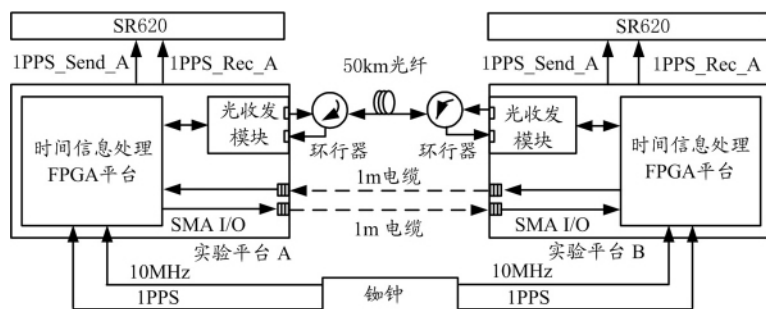 SR620
SR620
1PPS_Send_A
1PPS_Rec_A
50km光纤
1PPS_Send_A
1PPS_Rec_A
时间信息处理
FPGA平台
光收发
模块
环行器
环行器
光收发
模块
时间信息处理
FPGA平台
1m电缆
SMA I/O
1m 电缆
SMA I/O
实验平台 A
实验平台 B
10MHz
1PPS
铷钟
10MHz
1PPS